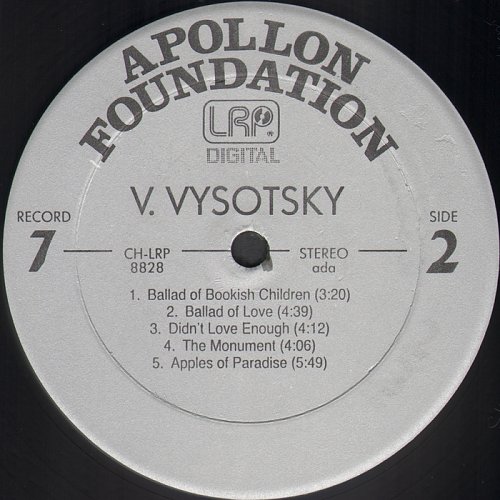 APOLLON
FOUNDATION
LRP ®
DIGITAL
V. VYSOTSKY
RECORD
7
SIDE
2
CH-LRP
8828
STEREO
ada
1. Ballad of Bookish Children (3:20)
2. Ballad of Love (4:39)
3. Didn't Love Enough (4:12)
4. The Monument (4:06)
5. Apples of Paradise (5:49)